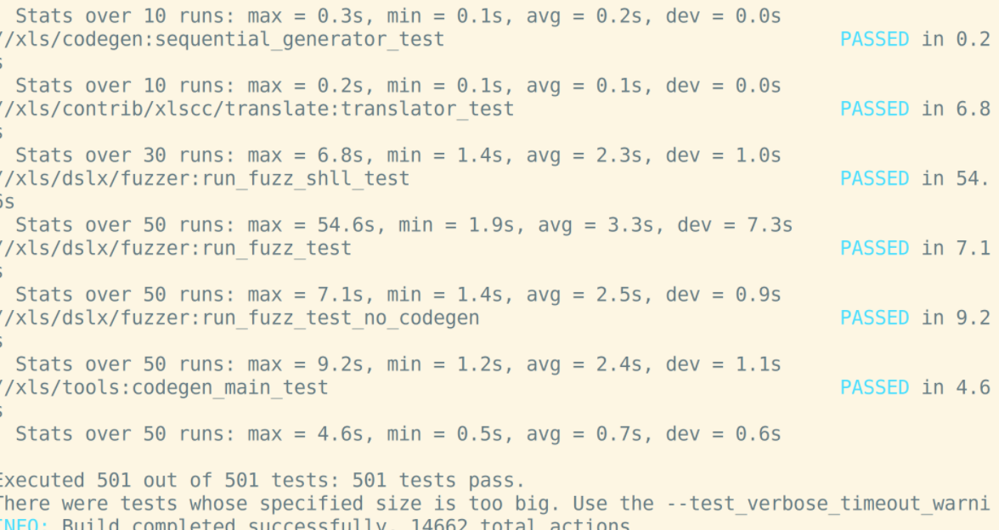 Stats over 10 runs: max = 0.3s, min = 0.1s, avg = 0.2s, dev = 0.0s
//xls/codegen:sequential_generator_test PASSED in 0.2
s
Stats over 10 runs: max = 0.2s, min = 0.1s, avg = 0.1s, dev = 0.0s
//xls/contrib/xlscc/translate:translator_test PASSED in 6.8
s
Stats over 30 runs: max = 6.8s, min = 1.4s, avg = 2.3s, dev = 1.0s
//xls/dslx/fuzzer:run_fuzz_shll_test PASSED in 54.
6s
Stats over 50 runs: max = 54.6s, min = 1.9s, avg = 3.3s, dev = 7.3s
//xls/dslx/fuzzer:run_fuzz_test PASSED in 7.1
s
Stats over 50 runs: max = 7.1s, min = 1.4s, avg = 2.5s, dev = 0.9s
//xls/dslx/fuzzer:run_fuzz_test_no_codegen PASSED in 9.2
s
Stats over 50 runs: max = 9.2s, min = 1.2s, avg = 2.4s, dev = 1.1s
//xls/tools:codegen_main_test PASSED in 4.6
s
Stats over 50 runs: max = 4.6s, min = 0.5s, avg = 0.7s, dev = 0.6s
Executed 501 out of 501 tests: 501 tests pass.
There were tests whose specified size is too big. Use the --test_verbose_timeout_warni
INFO: Build completed successfully, 14662 total actions